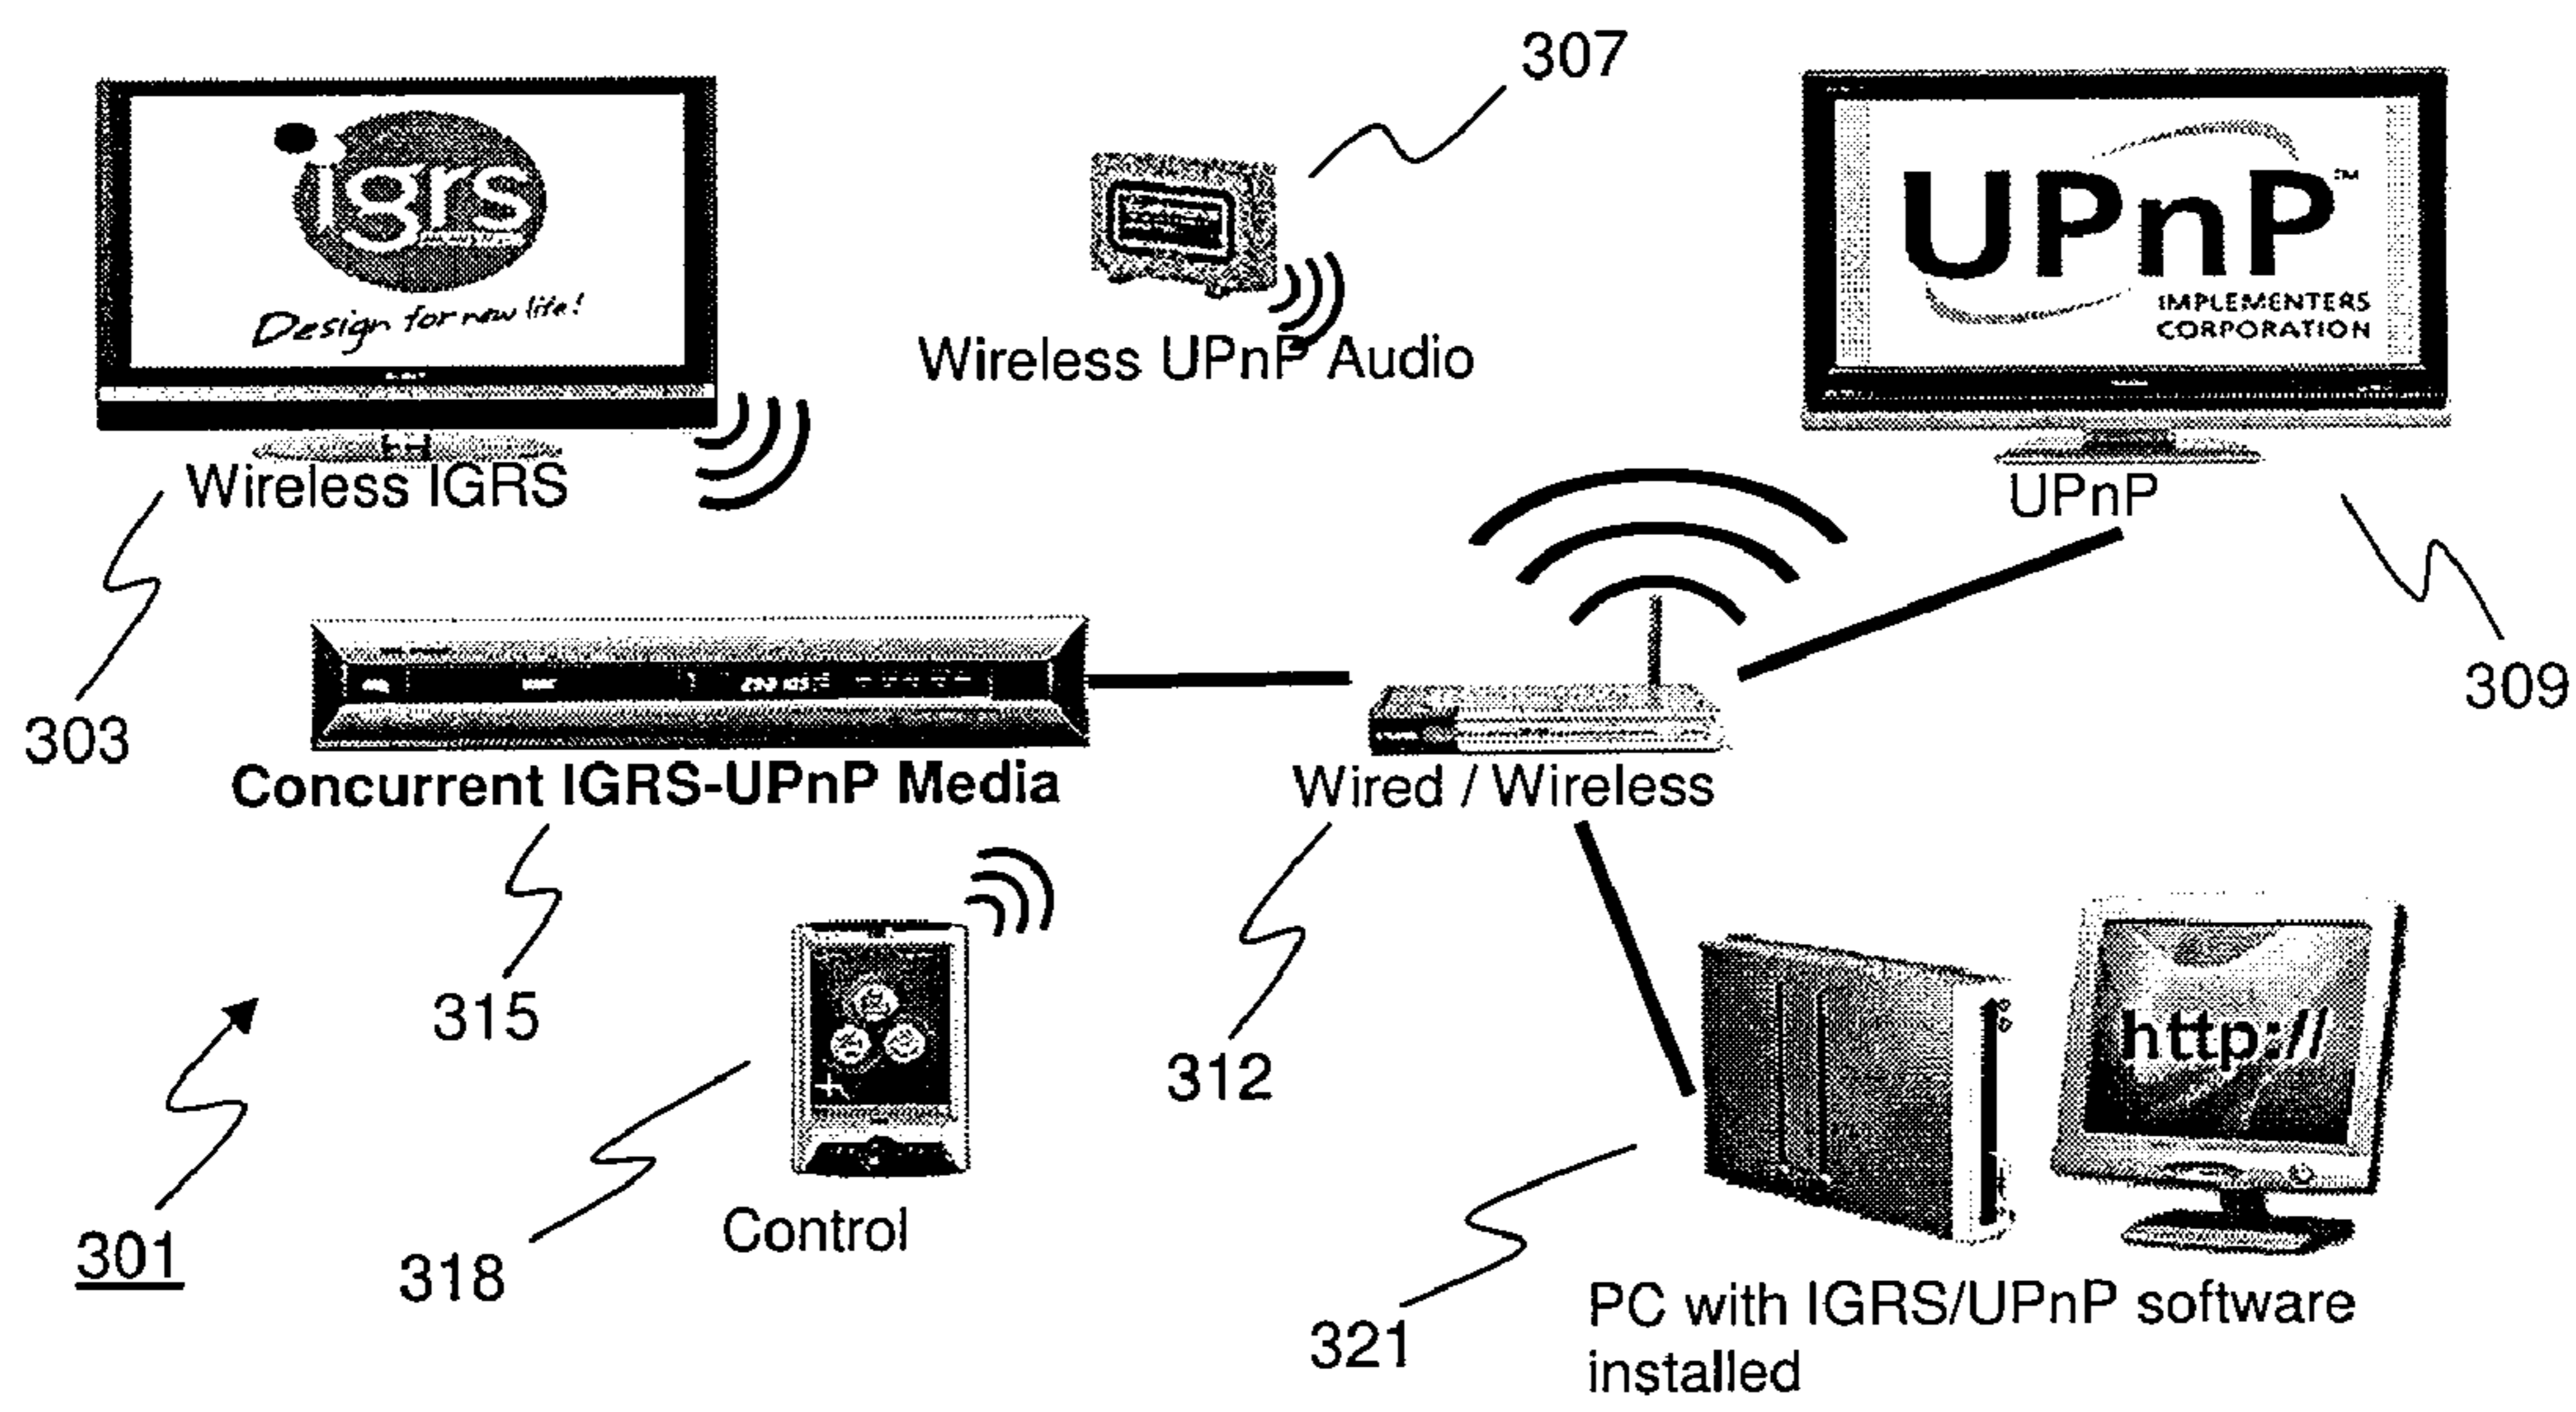 307
igrs
Design for new life!
UPnP™
IMPLEMENTERS
CORPORATION
Wireless UPnP Audio
Wireless IGRS
UPnP
303
309
Concurrent IGRS-UPnP Media
Wired / Wireless
315
312
http://
301
318
Control
321
PC with IGRS/UPnP software
installed